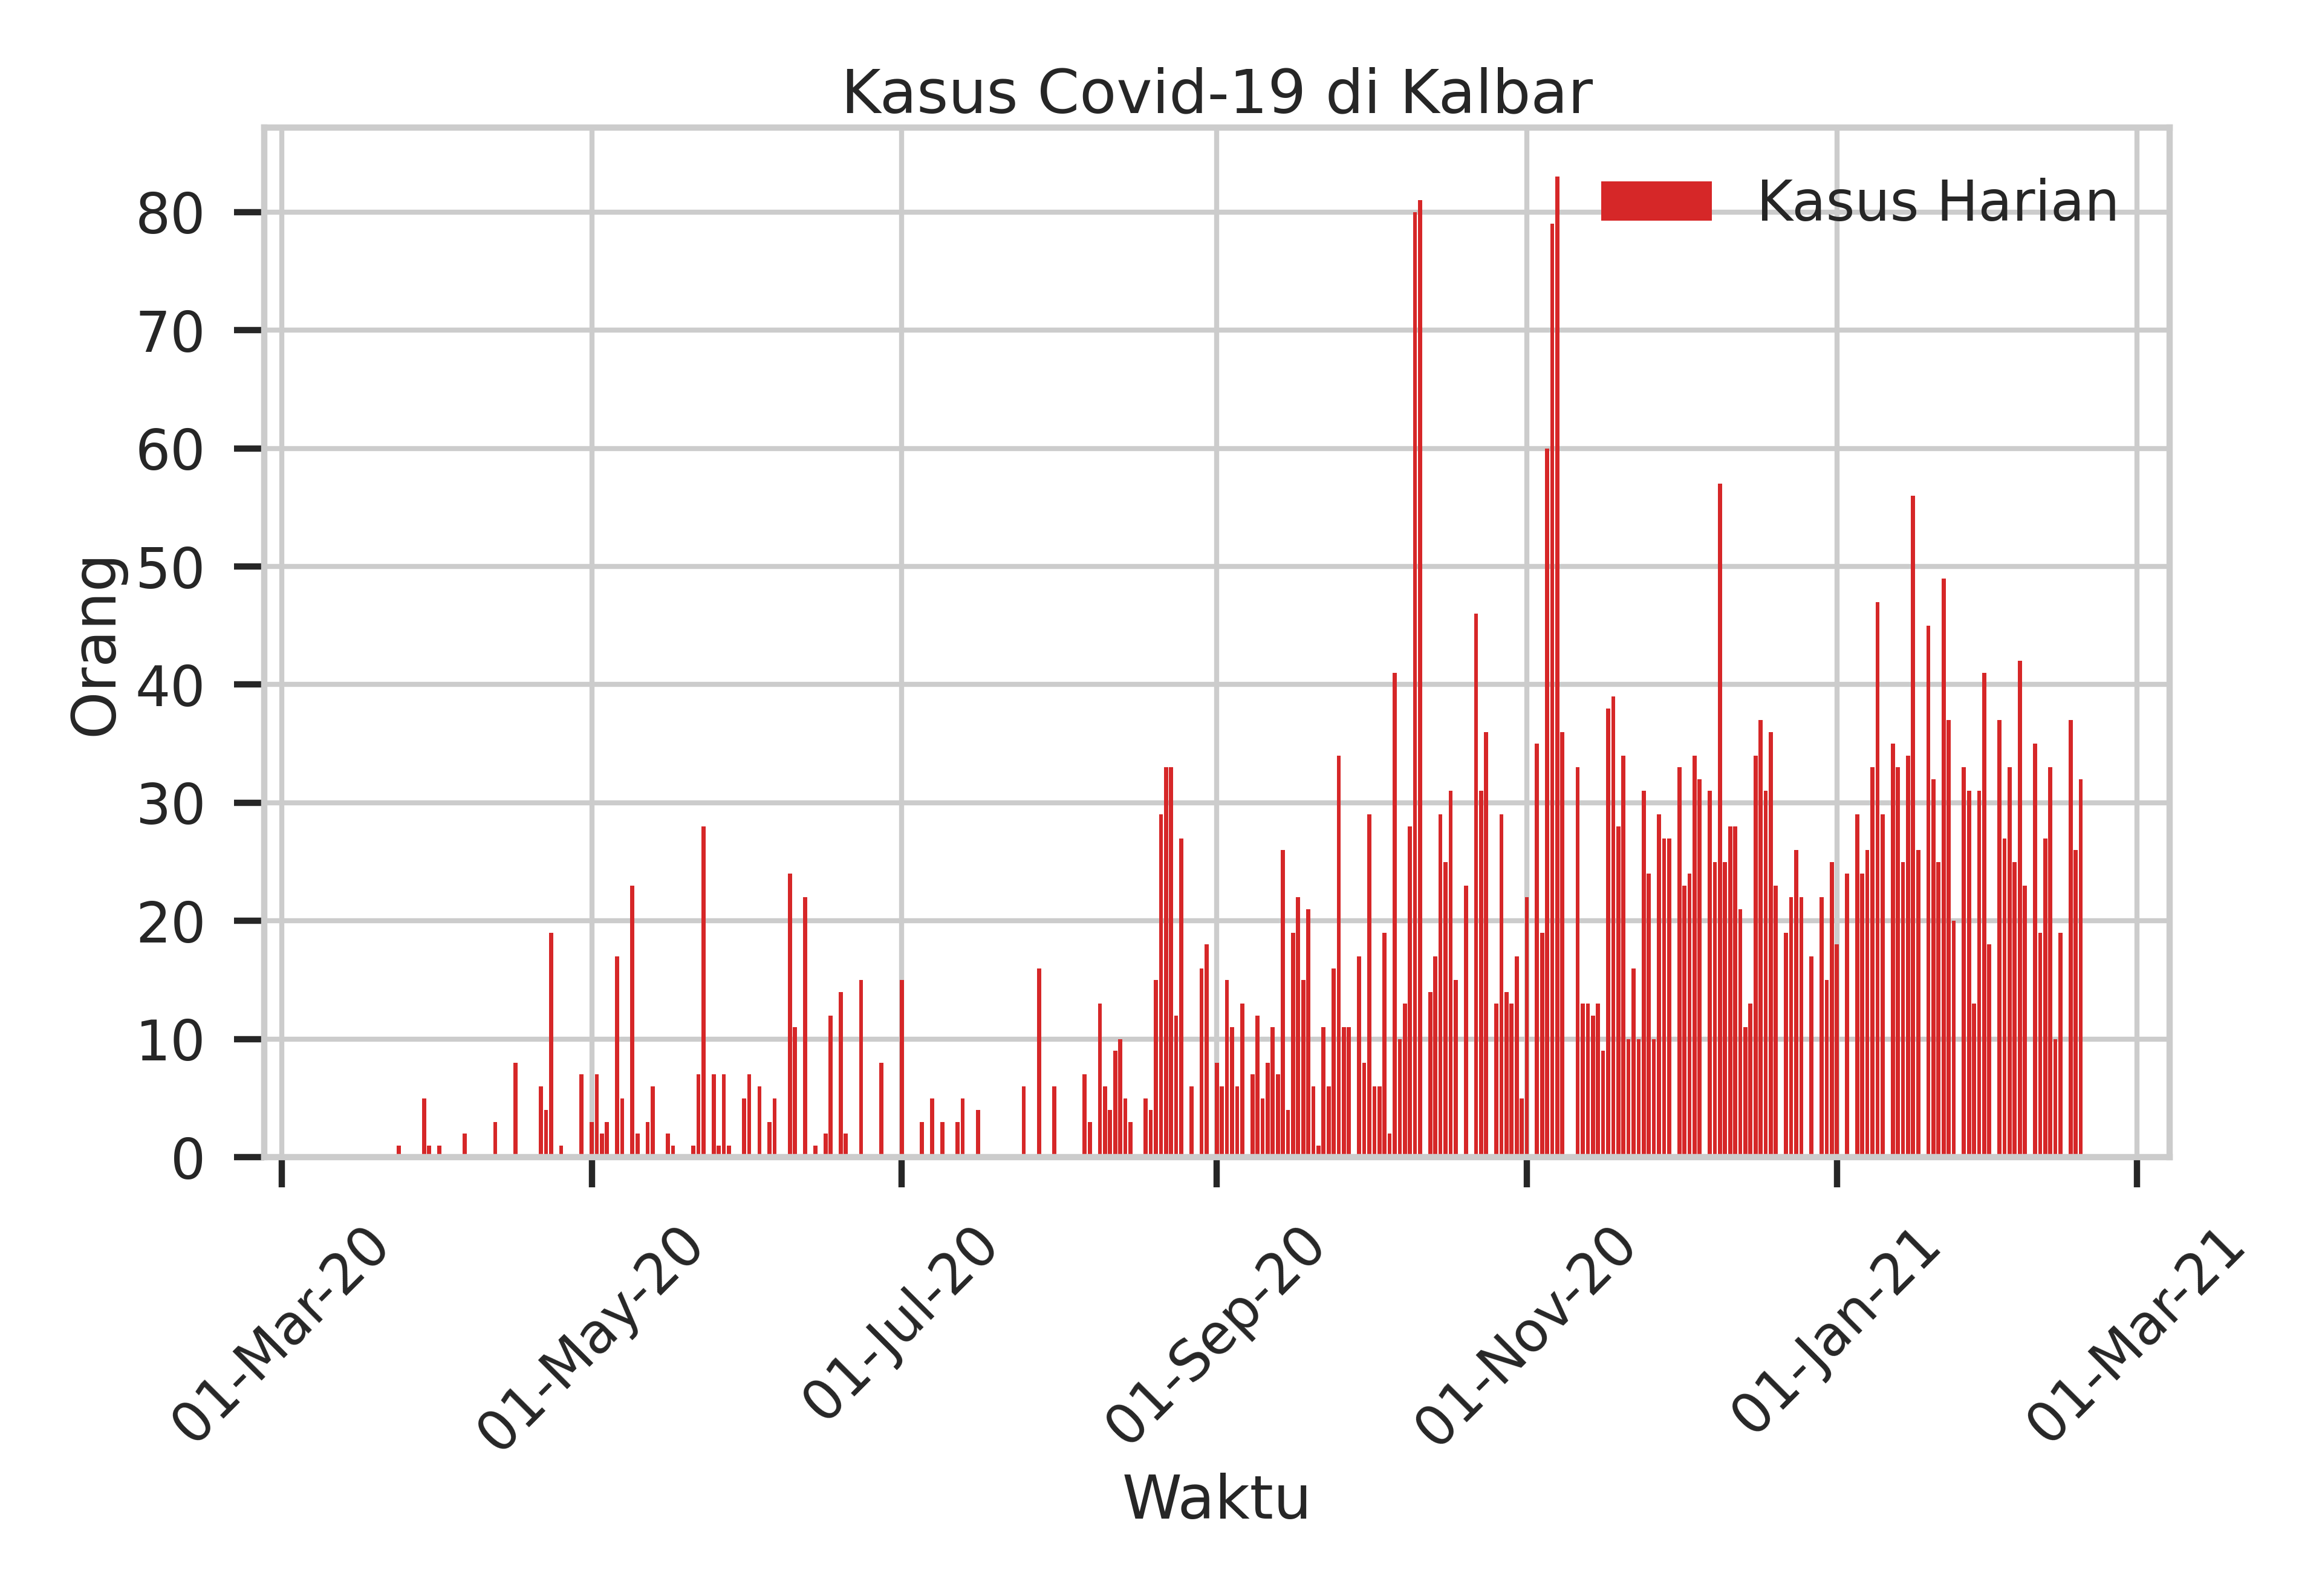 Kasus Covid-19 di Kalbar
Kasus Harian
80
70
60
50
40
30
20
10
0
Orang
01-Mar-20
01-May-20
01-Jul-20
01-Sep-20
01-Nov-20
01-Jan-21
01-Mar-21
Waktu